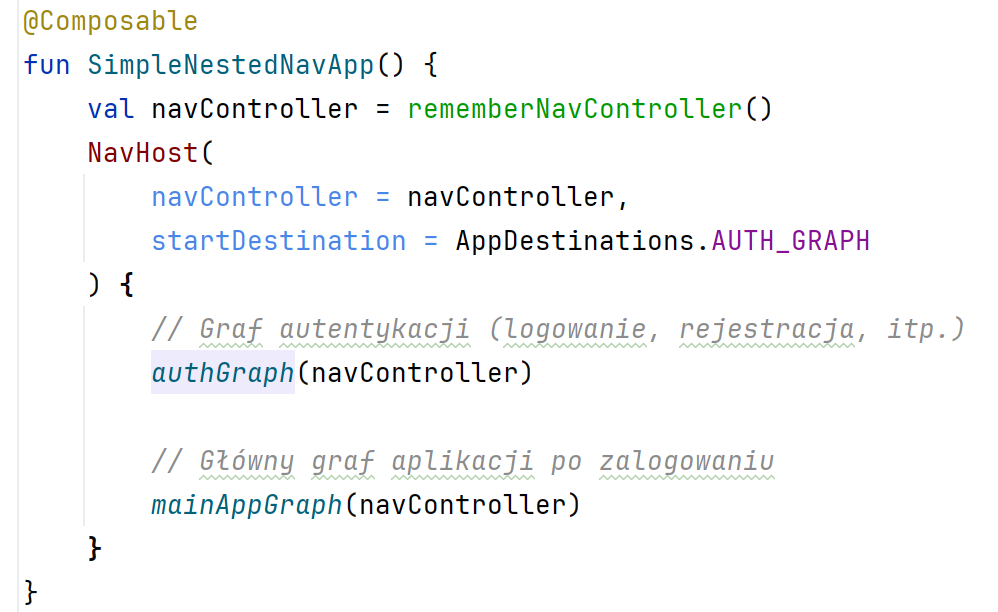 @Composable
fun SimpleNestedNavApp() {
    val navController = rememberNavController()
    NavHost(
        navController = navController,
        startDestination = AppDestinations.AUTH_GRAPH
    ) {
        // Graf autentykacji (logowanie, rejestracja, itp.)
        authGraph(navController)

        // Główny graf aplikacji po zalogowaniu
        mainAppGraph(navController)
    }
}